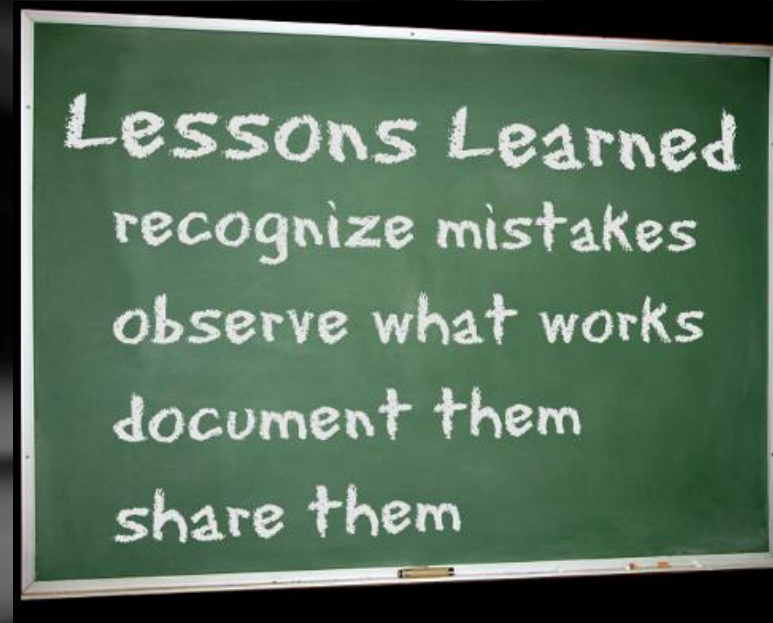 Lessons Learned
recognize mistakes
observe what works
document them
share them